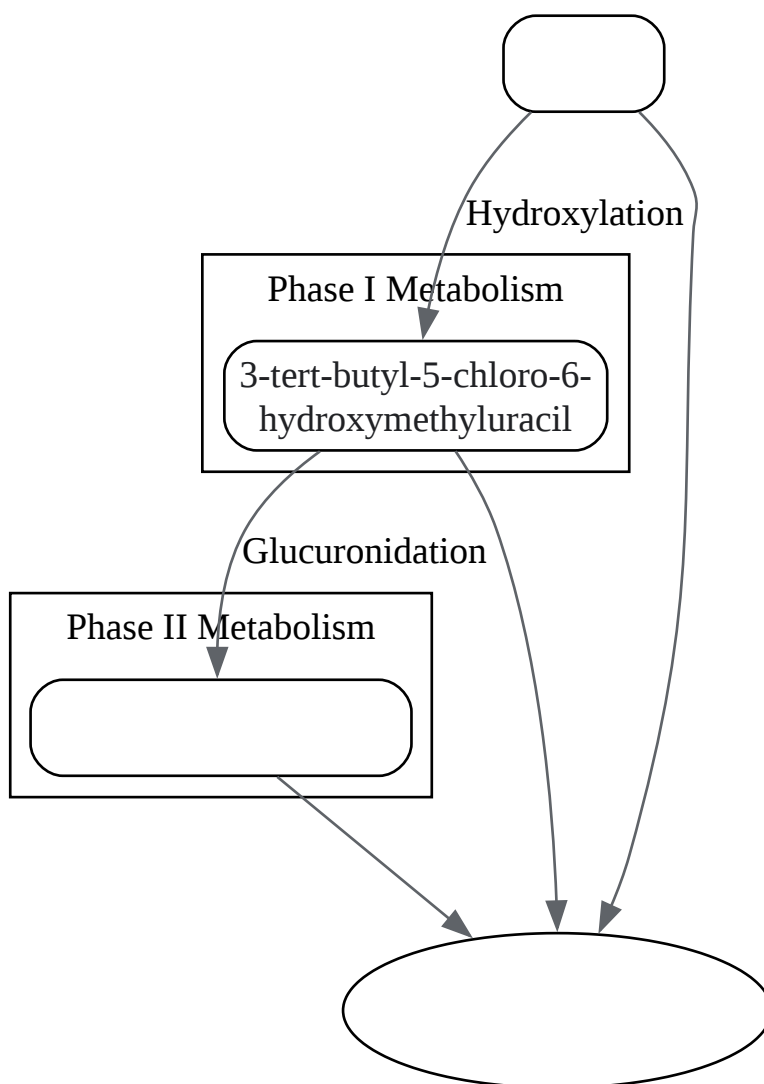 Hydroxylation
Phase I Metabolism
3-tert-butyl-5-chloro-6-
hydroxymethyluracil
Glucuronidation
Phase II Metabolism